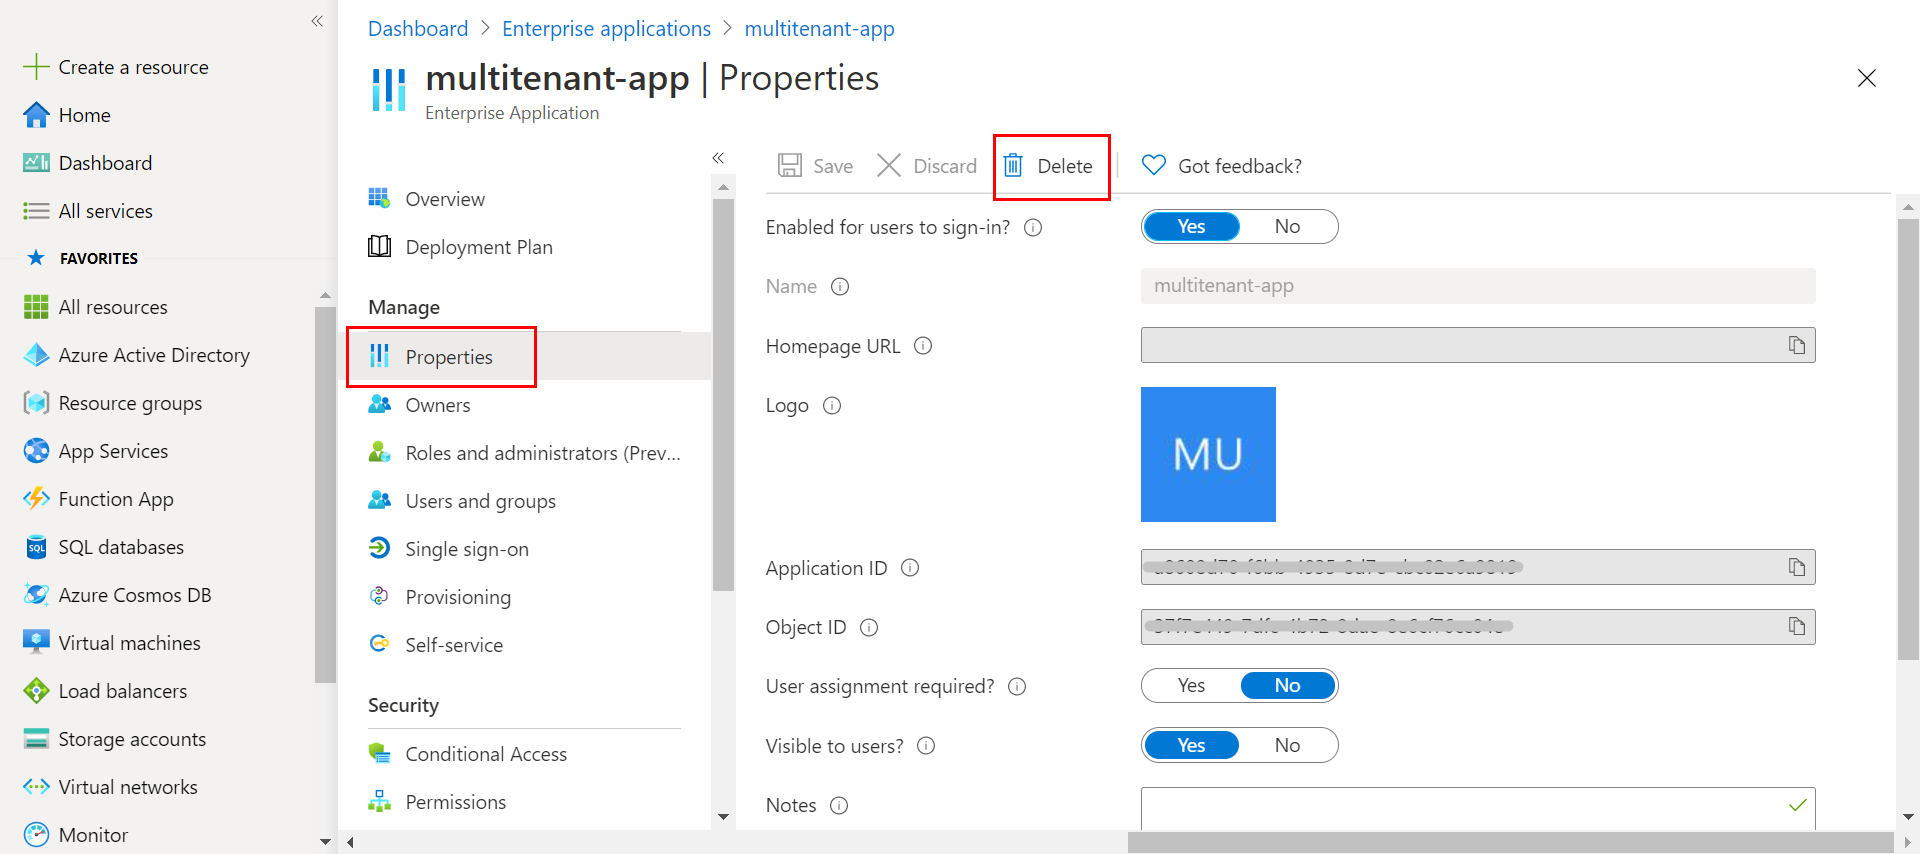 Create a resource
Home
Dashboard
All services
FAVORITES
All resources
Azure Active Directory
Resource groups
App Services
Function App
SQL databases
Azure Cosmos DB
Virtual machines
Load balancers
Storage accounts
Virtual networks
Monitor
Dashboard > Enterprise applications > multitenant-app
multitenant-app | Properties
Enterprise Application
Overview
Deployment Plan
Manage
Properties
Owners
Roles and administrators (Prev...
Users and groups
Single sign-on
Provisioning
Self-service
Security
Conditional Access
Permissions
Save Discard Delete Got feedback?
Enabled for users to sign-in? Yes No
Name multitenant-app
Homepage URL
Logo
MU
Application ID
Object ID
User assignment required? Yes No
Visible to users? Yes No
Notes